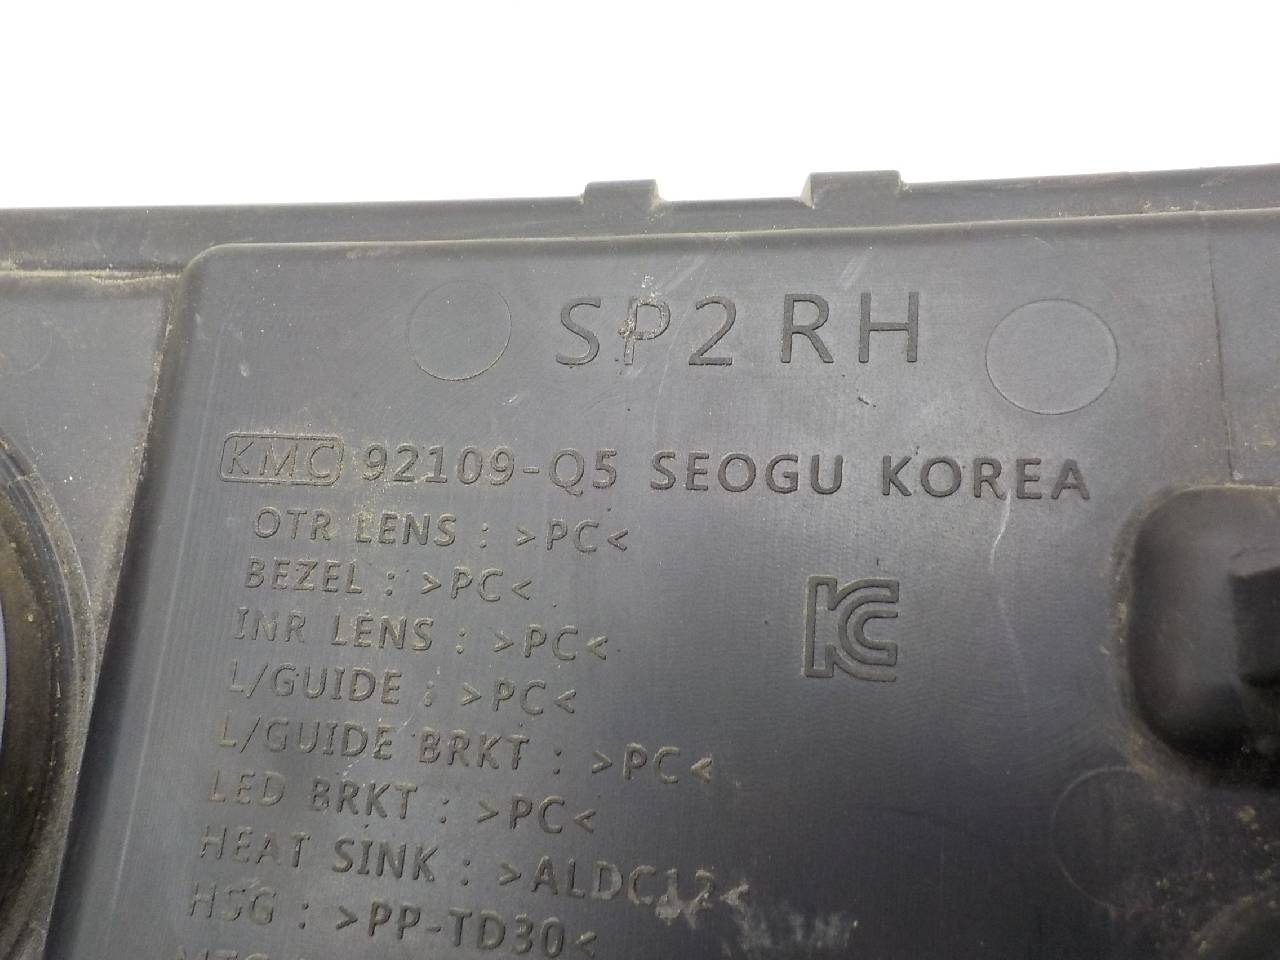 SP2 RH
KMC 92109-Q5 SEOGU KOREA
OTR LENS : >PC<
BEZEL : >PC<
INR LENS : >PC<
KC
L/GUIDE : >PC<
L/GUIDE BRKT : >PC<
LED BRKT : >PC<
HEAT SINK : >ALDC12<
HSG : >PP-TD30<